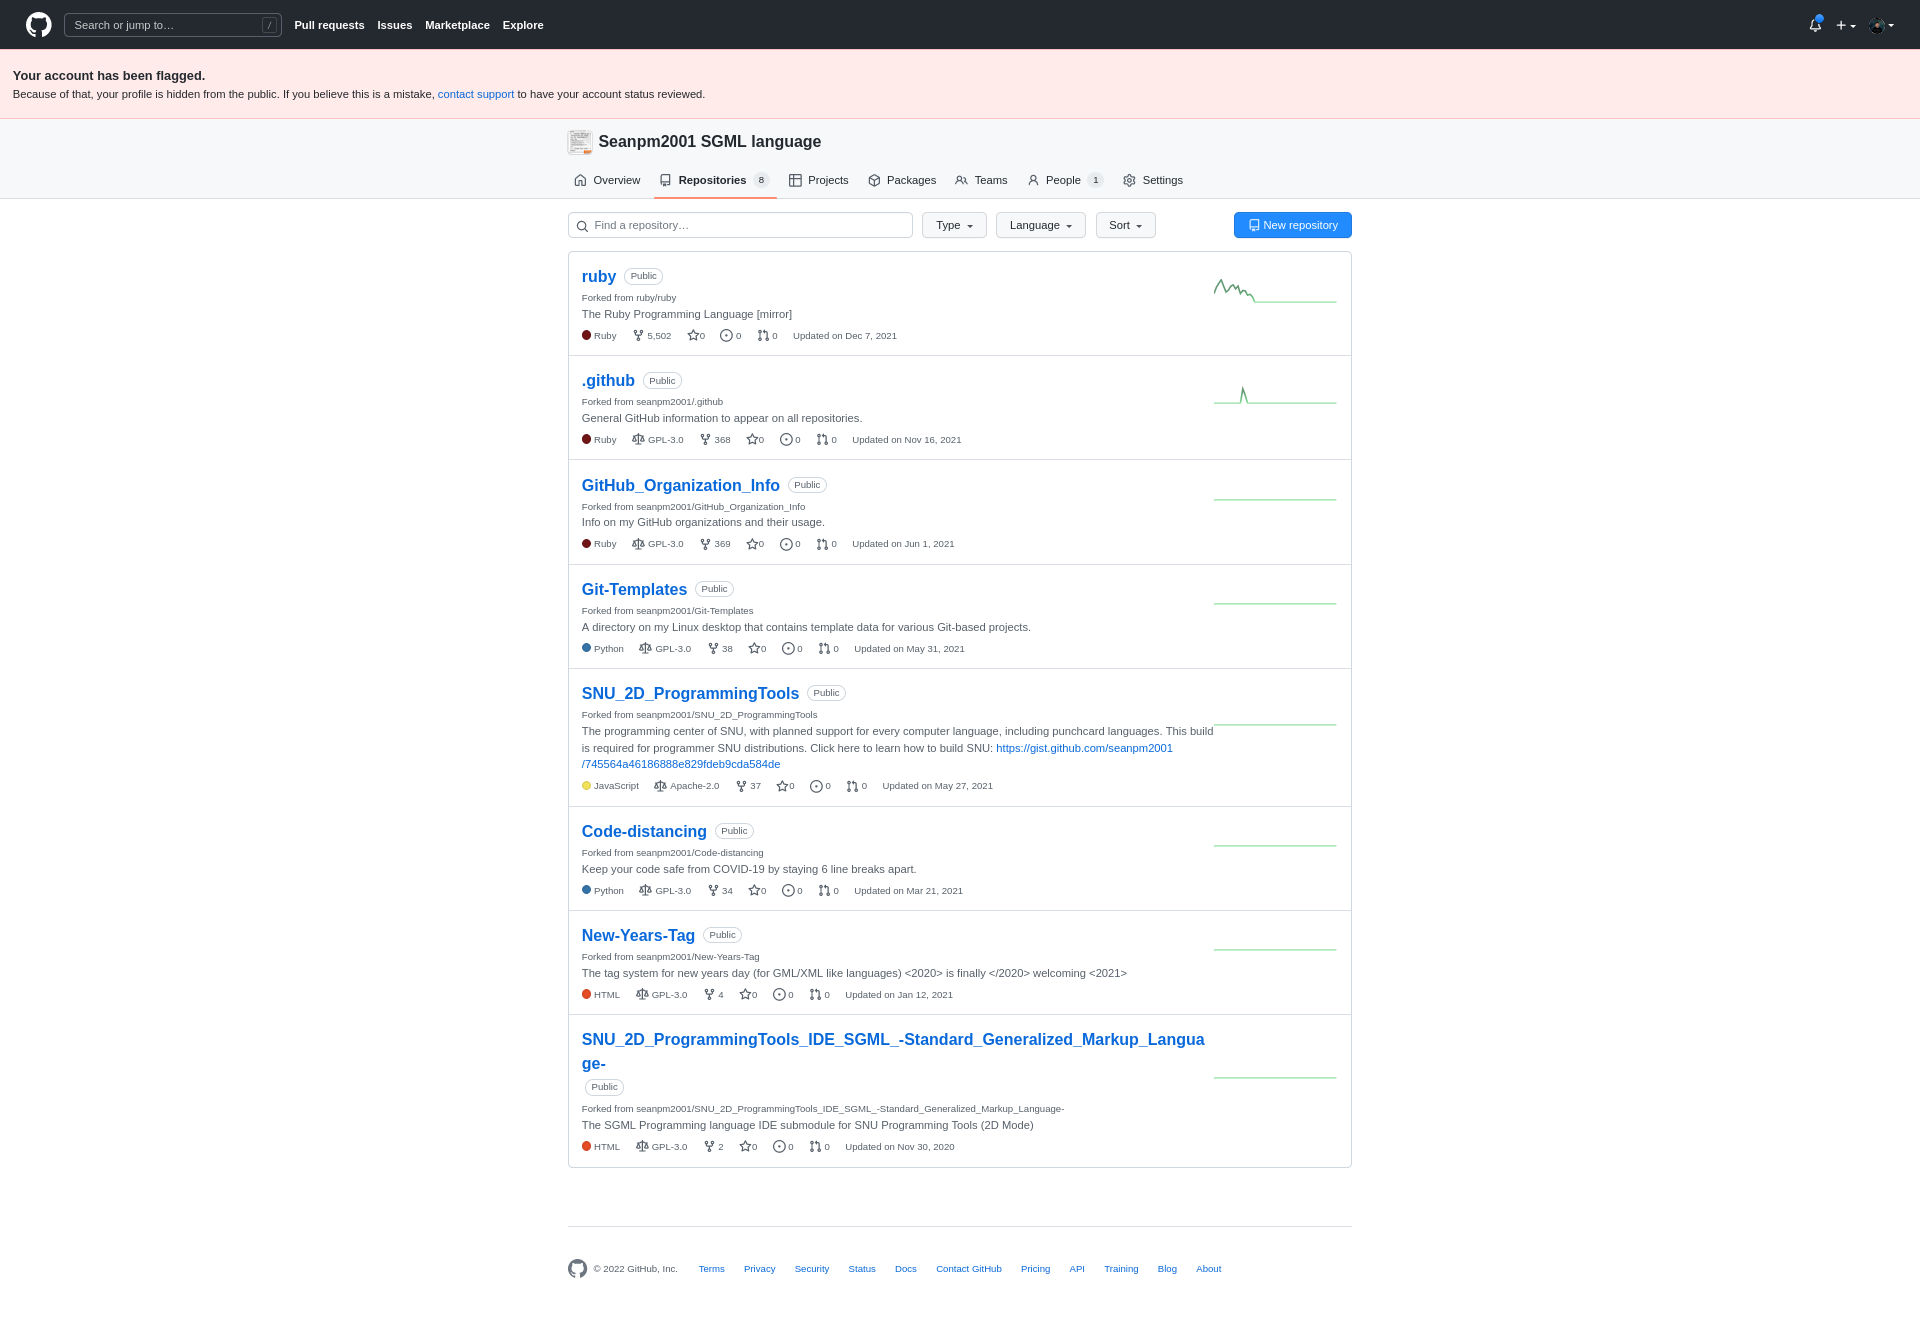 Search or jump to…
/
Pull requests Issues Marketplace Explore
Your account has been flagged.
Because of that, your profile is hidden from the public. If you believe this is a mistake, contact support to have your account status reviewed.
Seanpm2001 SGML language
Overview Repositories 8 Projects Packages Teams People 1 Settings
Find a repository… Type Language Sort New repository
ruby Public
Forked from ruby/ruby
The Ruby Programming Language [mirror]
Ruby 5,502 0 0 0 Updated on Dec 7, 2021
.github Public
Forked from seanpm2001/.github
General GitHub information to appear on all repositories.
Ruby GPL-3.0 368 0 0 0 Updated on Nov 16, 2021
GitHub_Organization_Info Public
Forked from seanpm2001/GitHub_Organization_Info
Info on my GitHub organizations and their usage.
Ruby GPL-3.0 369 0 0 0 Updated on Jun 1, 2021
Git-Templates Public
Forked from seanpm2001/Git-Templates
A directory on my Linux desktop that contains template data for various Git-based projects.
Python GPL-3.0 38 0 0 0 Updated on May 31, 2021
SNU_2D_ProgrammingTools Public
Forked from seanpm2001/SNU_2D_ProgrammingTools
The programming center of SNU, with planned support for every computer language, including punchcard languages. This build
is required for programmer SNU distributions. Click here to learn how to build SNU: https://gist.github.com/seanpm2001
/745564a46186888e829fdeb9cda584de
JavaScript Apache-2.0 37 0 0 0 Updated on May 27, 2021
Code-distancing Public
Forked from seanpm2001/Code-distancing
Keep your code safe from COVID-19 by staying 6 line breaks apart.
Python GPL-3.0 34 0 0 0 Updated on Mar 21, 2021
New-Years-Tag Public
Forked from seanpm2001/New-Years-Tag
The tag system for new years day (for GML/XML like languages) <2020> is finally </2020> welcoming <2021>
HTML GPL-3.0 4 0 0 0 Updated on Jan 12, 2021
SNU_2D_ProgrammingTools_IDE_SGML_-Standard_Generalized_Markup_Langua
ge-
Public
Forked from seanpm2001/SNU_2D_ProgrammingTools_IDE_SGML_-Standard_Generalized_Markup_Language-
The SGML Programming language IDE submodule for SNU Programming Tools (2D Mode)
HTML GPL-3.0 2 0 0 0 Updated on Nov 30, 2020
© 2022 GitHub, Inc. Terms Privacy Security Status Docs Contact GitHub Pricing API Training Blog About